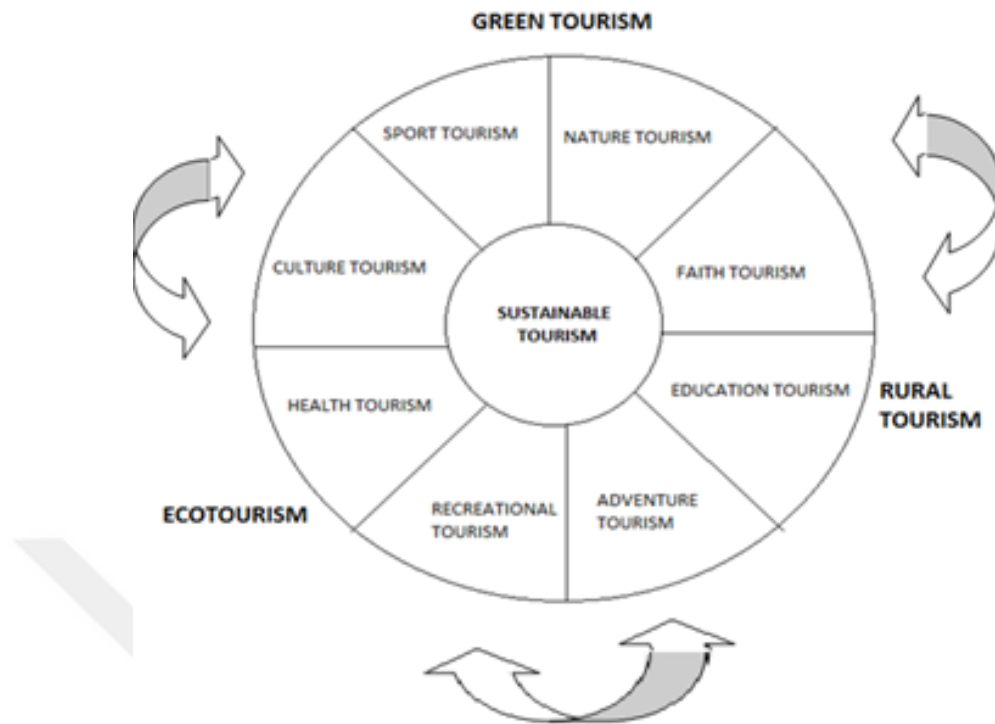 GREEN TOURISM
SPORT TOURISM
NATURE TOURISM
CULTURE TOURISM
FAITH TOURISM
SUSTAINABLE
TOURISM
HEALTH TOURISM
EDUCATION TOURISM
RURAL
TOURISM
ECOTOURISM
RECREATIONAL
TOURISM
ADVENTURE
TOURISM